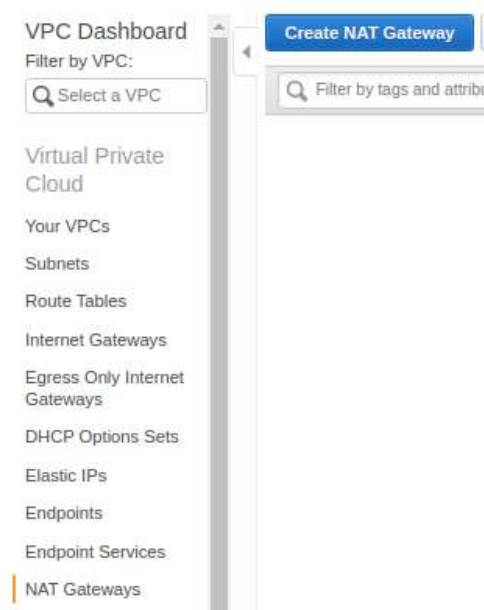 VPC Dashboard
Filter by VPC:
Select a VPC
Virtual Private
Cloud
Your VPCs
Subnets
Route Tables
Internet Gateways
Egress Only Internet
Gateways
DHCP Options Sets
Elastic IPs
Endpoints
Endpoint Services
NAT Gateways
Create NAT Gateway
Filter by tags and attribu